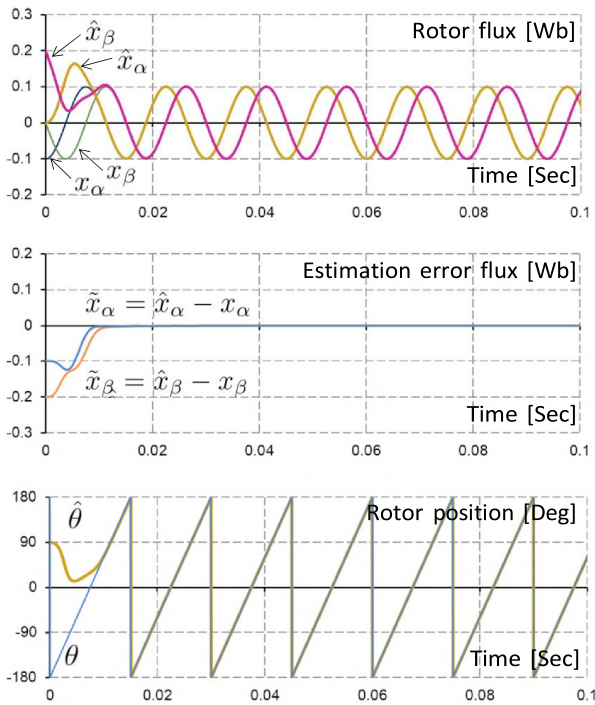 0.3
Rotor flux [Wb]
x̂β
0.2
x̂α
0.1
0
-0.1
xα xβ
Time [Sec]
-0.2
0 0.02 0.04 0.06 0.08 0.1
0.2
Estimation error flux [Wb]
0.1
x̃α = x̂α − xα
0
-0.1
x̃β = x̂β − xβ
-0.2
Time [Sec]
-0.3
0 0.02 0.04 0.06 0.08 0.1
180
θ̂
Rotor position [Deg]
90
0
-90
θ
Time [Sec]
-180
0 0.02 0.04 0.06 0.08 0.1